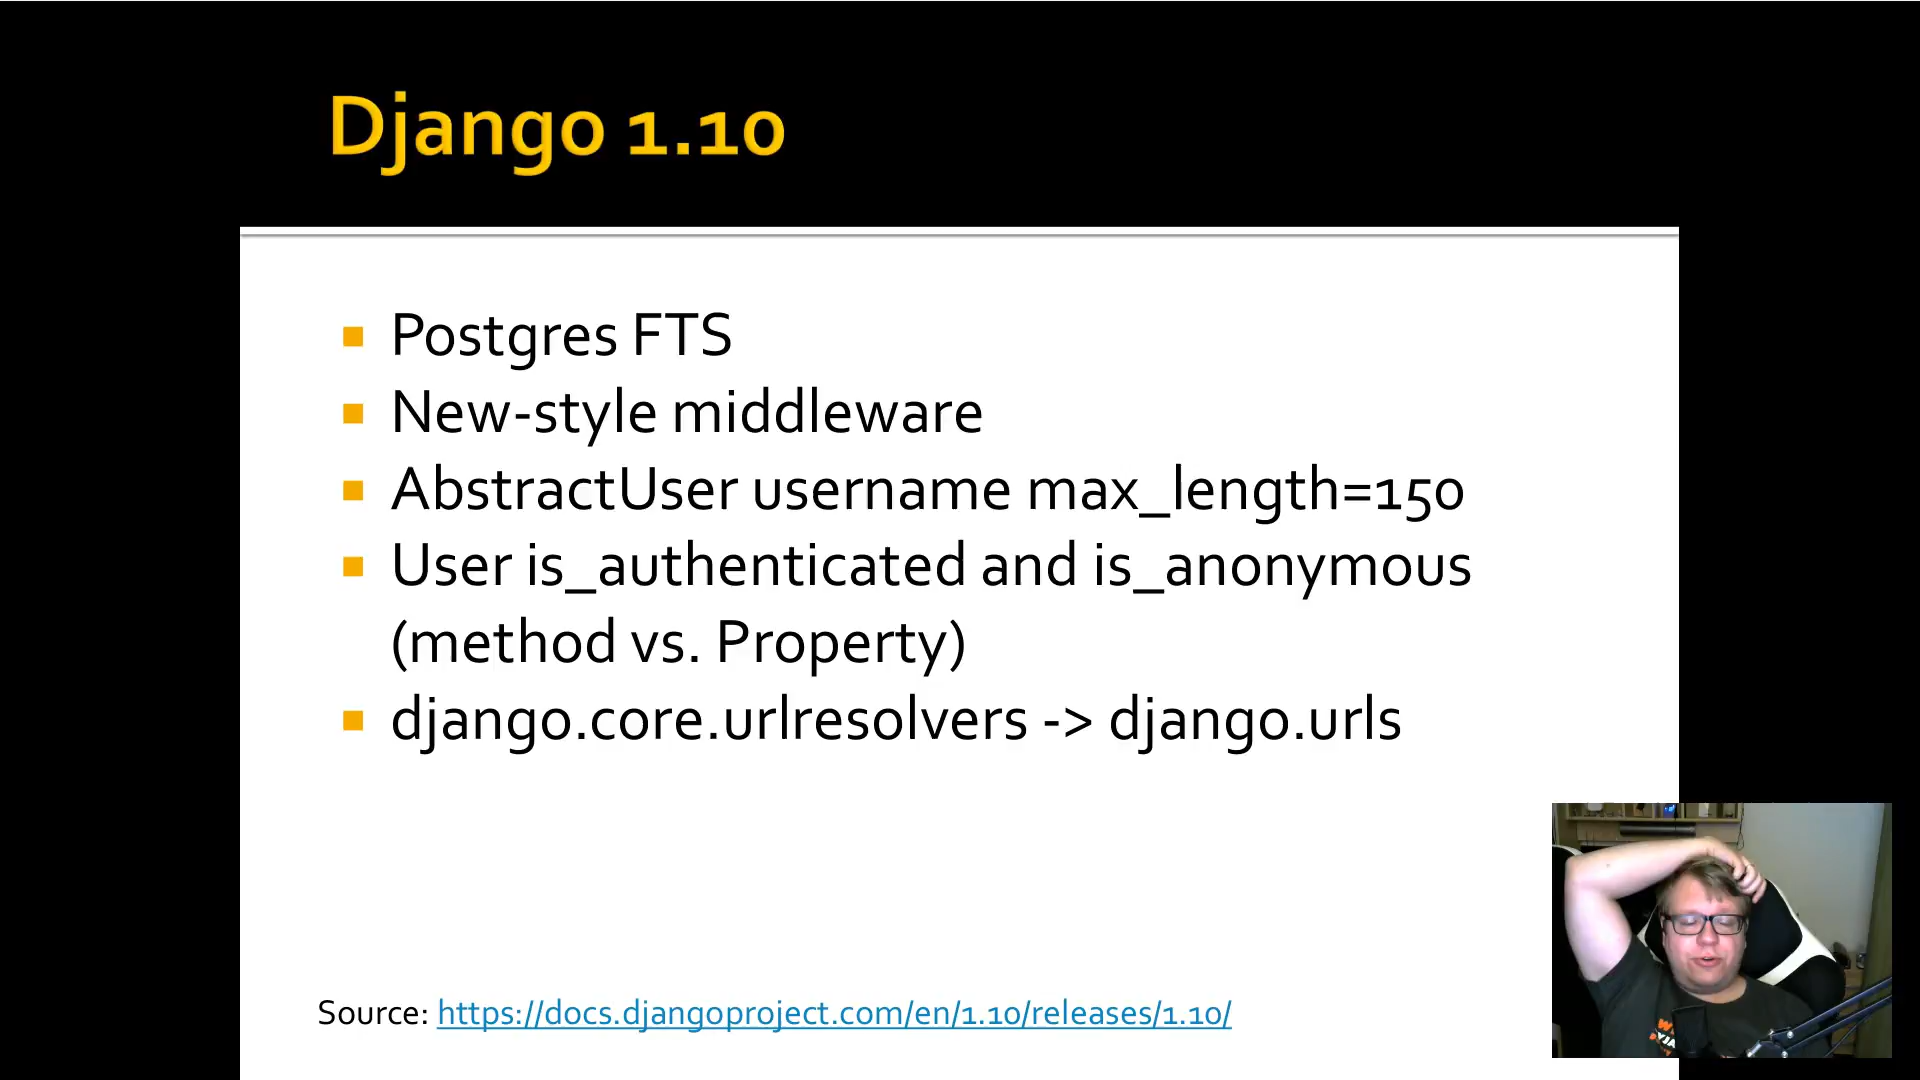 Django 1.10
Postgres FTS
New-style middleware
AbstractUser username max_length=150
User is_authenticated and is_anonymous
(method vs. Property)
django.core.urlresolvers -> django.urls
Source: https://docs.djangoproject.com/en/1.10/releases/1.10/